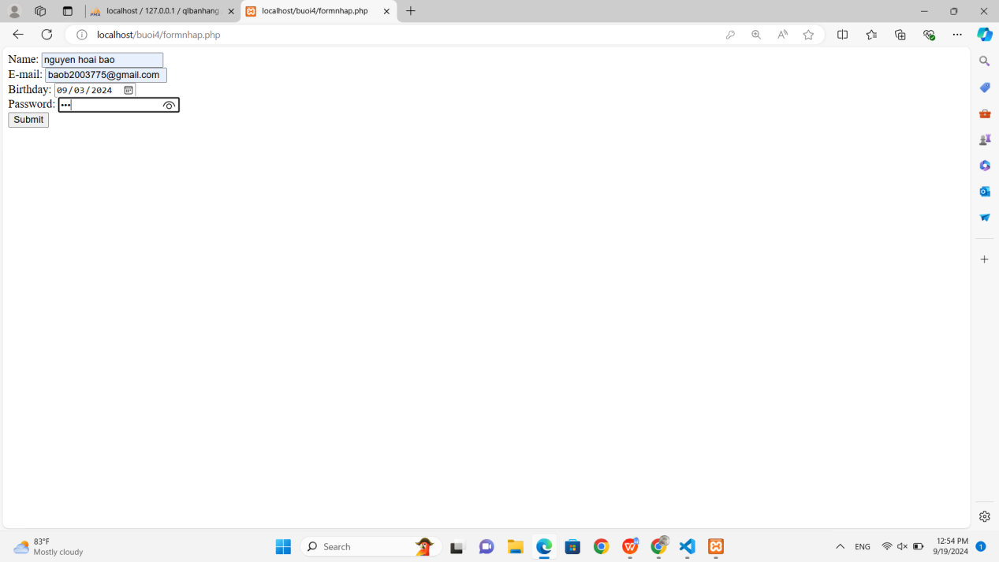 localhost / 127.0.0.1 / qlbanhang
localhost/buoi4/formnhap.php
localhost/buoi4/formnhap.php
Name: nguyen hoai bao
E-mail: baob2003775@gmail.com
Birthday: 09/03/2024
Password: •••
Submit
83°F
Mostly cloudy
Search
ENG
12:54 PM
9/19/2024
1